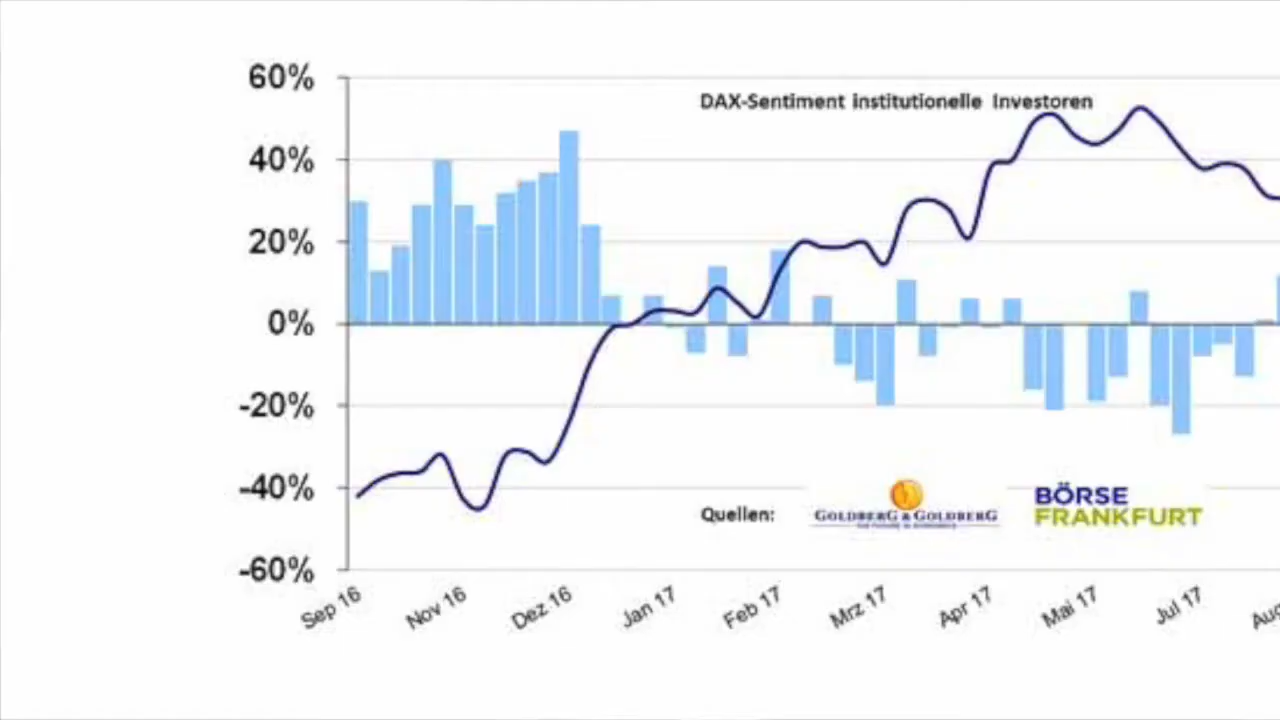 DAX-Sentiment institutionelle Investoren
60%
40%
20%
0%
-20%
-40%
-60%
Quellen:
GOLDBERG & GOLDBERG
BÖRSE
FRANKFURT
Sep 16
Nov 16
Dez 16
Jan 17
Feb 17
Mrz 17
Apr 17
Mai 17
Jul 17
Aug